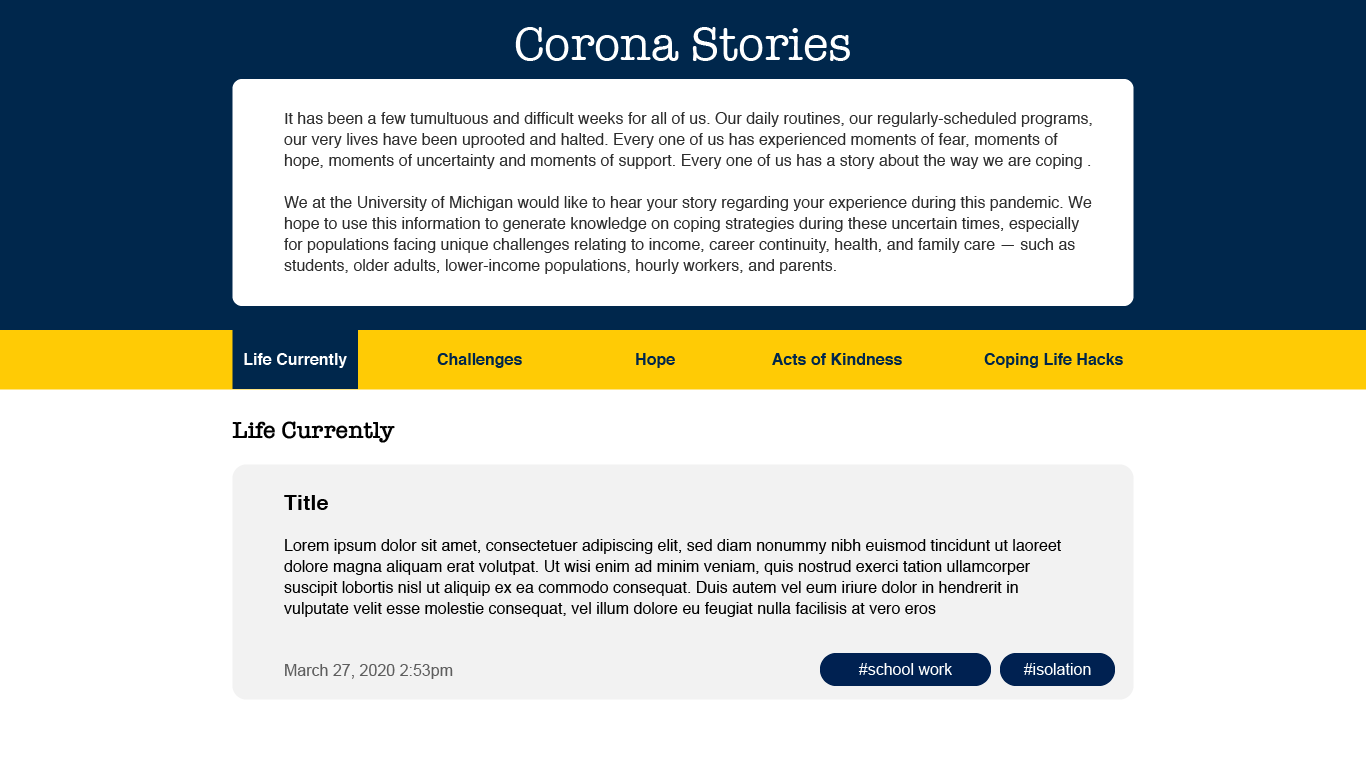 Corona Stories
It has been a few tumultuous and difficult weeks for all of us. Our daily routines, our regularly-scheduled programs,
our very lives have been uprooted and halted. Every one of us has experienced moments of fear, moments of
hope, moments of uncertainty and moments of support. Every one of us has a story about the way we are coping .
We at the University of Michigan would like to hear your story regarding your experience during this pandemic. We
hope to use this information to generate knowledge on coping strategies during these uncertain times, especially
for populations facing unique challenges relating to income, career continuity, health, and family care — such as
students, older adults, lower-income populations, hourly workers, and parents.
Life Currently Challenges Hope Acts of Kindness Coping Life Hacks
Life Currently
Title
Lorem ipsum dolor sit amet, consectetuer adipiscing elit, sed diam nonummy nibh euismod tincidunt ut laoreet
dolore magna aliquam erat volutpat. Ut wisi enim ad minim veniam, quis nostrud exerci tation ullamcorper
suscipit lobortis nisl ut aliquip ex ea commodo consequat. Duis autem vel eum iriure dolor in hendrerit in
vulputate velit esse molestie consequat, vel illum dolore eu feugiat nulla facilisis at vero eros
March 27, 2020 2:53pm #school work #isolation